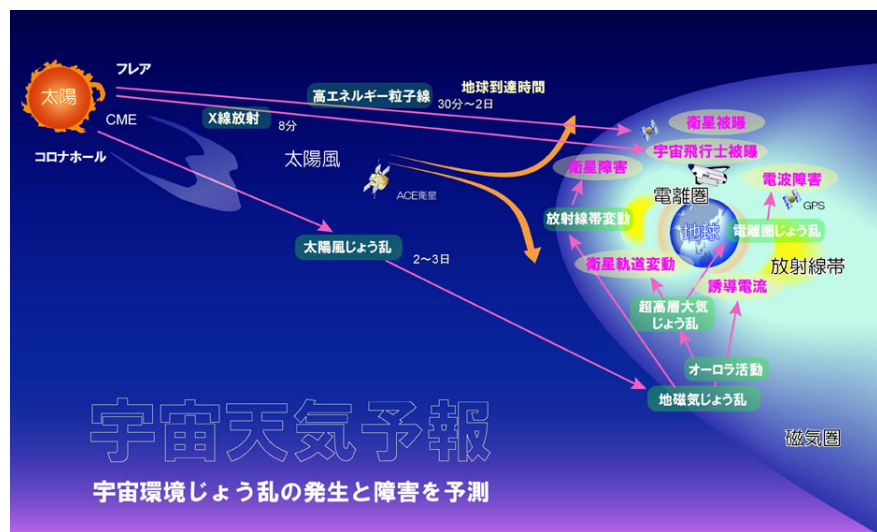 フレア
太陽
高エネルギー粒子線
地球到達時間
30分〜2日
CME
X線放射
8分
衛星被曝
コロナホール
太陽風
宇宙飛行士被曝
衛星障害
ACE衛星
電離圏
電波障害
GPS
放射線帯変動
地球
電離圏じょう乱
太陽風じょう乱
2〜3日
衛星軌道変動
放射線帯
誘導電流
超高層大気
じょう乱
オーロラ活動
地磁気じょう乱
宇宙天気予報
磁気圏
宇宙環境じょう乱の発生と障害を予測